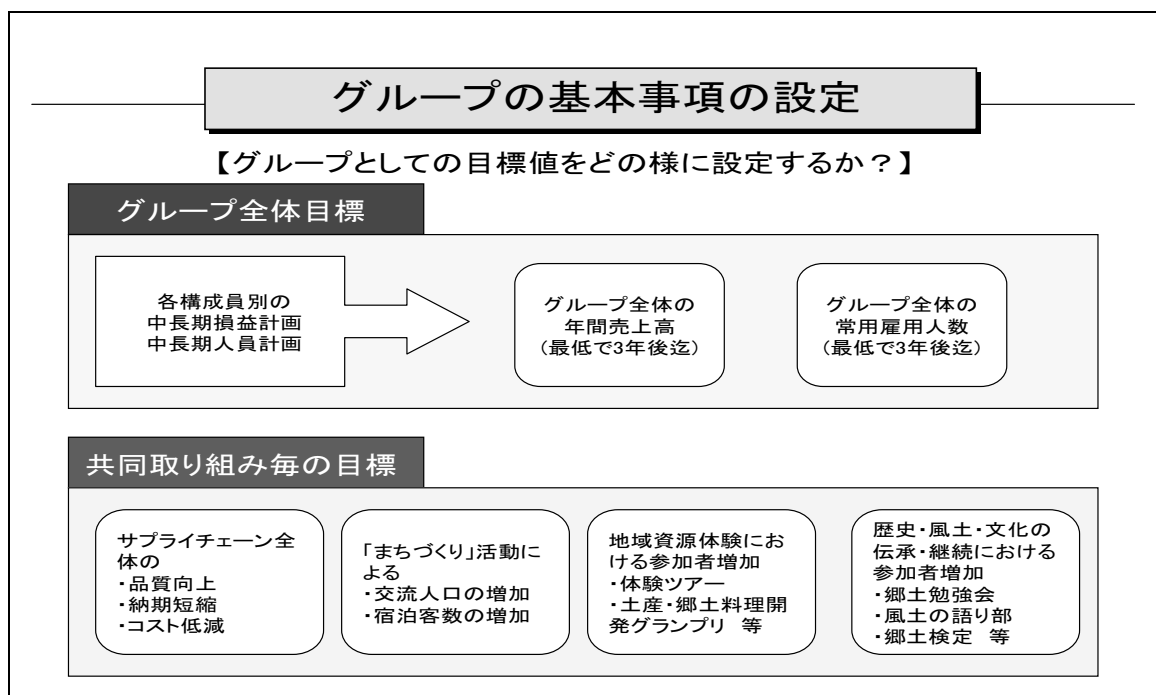 グループの基本事項の設定
【グループとしての目標値をどの様に設定するか？】
グループ全体目標
各構成員別の
中長期損益計画
中長期人員計画
グループ全体の
年間売上高
（最低で3年後迄）
グループ全体の
常用雇用人数
（最低で3年後迄）
共同取り組み毎の目標
サプライチェーン全
体の
・品質向上
・納期短縮
・コスト低減
「まちづくり」活動に
よる
・交流人口の増加
・宿泊客数の増加
地域資源体験にお
ける参加者増加
・体験ツアー
・土産・郷土料理開
発グランプリ　等
歴史・風土・文化の
伝承・継続における
参加者増加
・郷土勉強会
・風土の語り部
・郷土検定　等